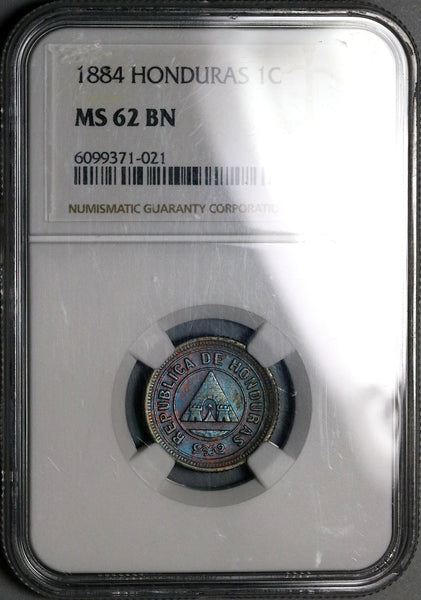 1884 HONDURAS 1C
MS 62 BN
6099371-021
NUMISMATIC GUARANTY CORPORATION
REPUBLICA DE HONDURAS